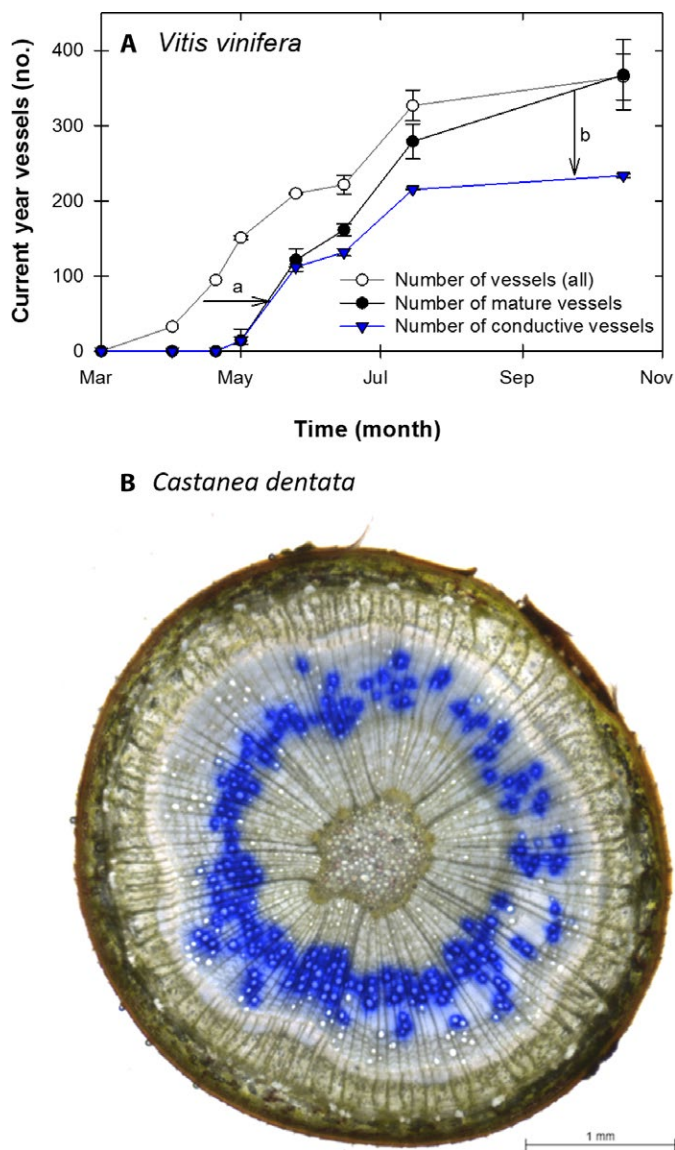 A Vitis vinifera
Current year vessels (no.)
400
300
200
100
0
a
b
Number of vessels (all)
Number of mature vessels
Number of conductive vessels
Mar May Jul Sep Nov
Time (month)
B Castanea dentata
1 mm